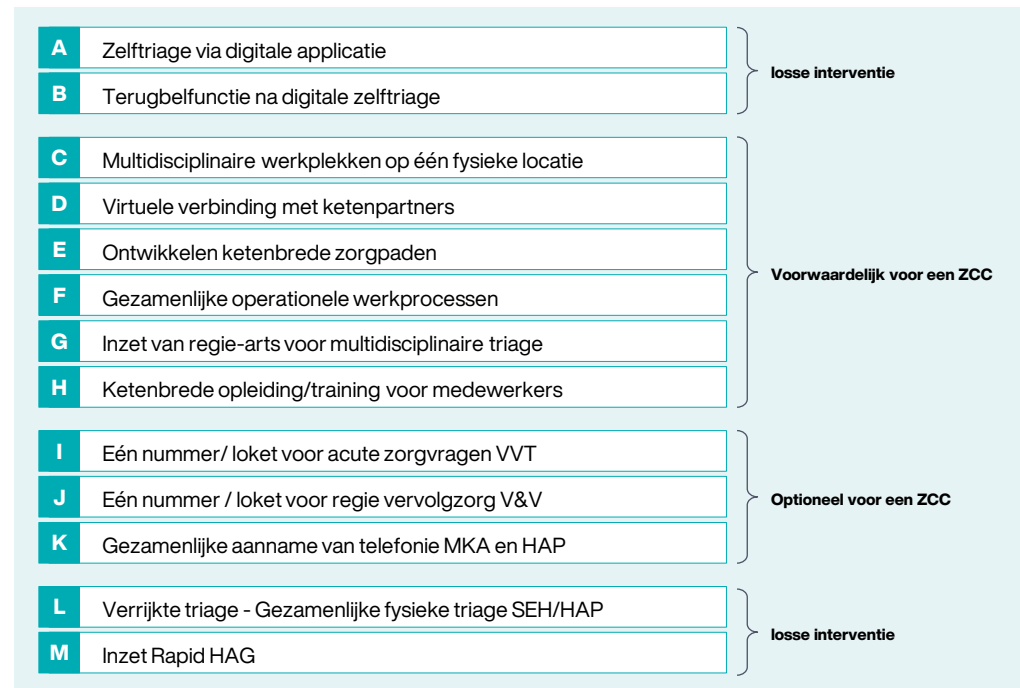 A Zelftriage via digitale applicatie
B Terugbelfunctie na digitale zelftriage
losse interventie
C Multidisciplinaire werkplekken op één fysieke locatie
D Virtuele verbinding met ketenpartners
E Ontwikkelen ketenbrede zorgpaden
F Gezamenlijke operationele werkprocessen
G Inzet van regie-arts voor multidisciplinaire triage
H Ketenbrede opleiding/training voor medewerkers
Voorwaardelijk voor een ZCC
I Eén nummer/ loket voor acute zorgvragen VVT
J Eén nummer / loket voor regie vervolgzorg V&V
K Gezamenlijke aanname van telefonie MKA en HAP
Optioneel voor een ZCC
L Verrijkte triage - Gezamenlijke fysieke triage SEH/HAP
M Inzet Rapid HAG
losse interventie